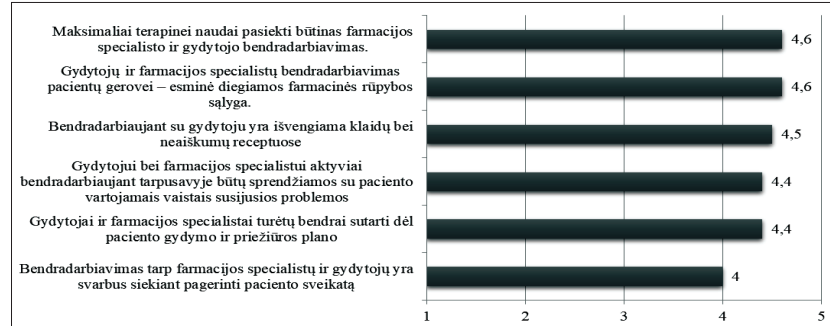 Maksimaliai terapinei naudai pasiekti būtinas farmacijos
specialisto ir gydytojo bendradarbiavimas.
4,6
Gydytojų ir farmacijos specialistų bendradarbiavimas
pacientų gerovei – esminė diegiamos farmacinės rūpybos
sąlyga.
4,6
Bendradarbiaujant su gydytoju yra išvengiama klaidų bei
neaiškumų receptuose
4,5
Gydytojui bei farmacijos specialistui aktyviai
bendradarbiaujant tarpusavyje būtų sprendžiamos su paciento
vartojamais vaistais susijusios problemos
4,4
Gydytojai ir farmacijos specialistai turėtų bendrai sutarti dėl
paciento gydymo ir priežiūros plano
4,4
Bendradarbiavimas tarp farmacijos specialistų ir gydytojų yra
svarbus siekiant pagerinti paciento sveikatą
4
1 2 3 4 5